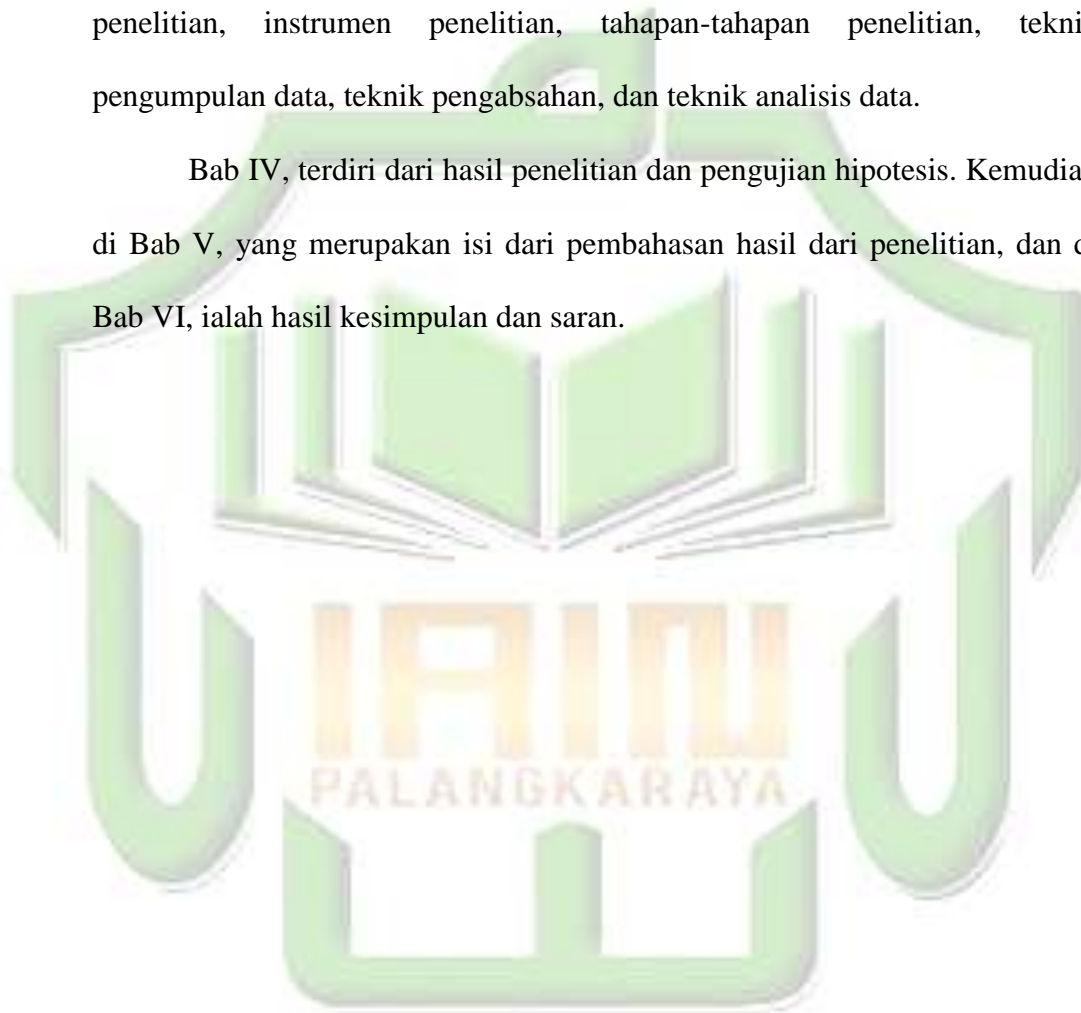 penelitian, instrumen penelitian, tahapan-tahapan penelitian, tekni
pengumpulan data, teknik pengabsahan, dan teknik analisis data.
Bab IV, terdiri dari hasil penelitian dan pengujian hipotesis. Kemudia
di Bab V, yang merupakan isi dari pembahasan hasil dari penelitian, dan d
Bab VI, ialah hasil kesimpulan dan saran.
IAIN
PALANGKARAYA